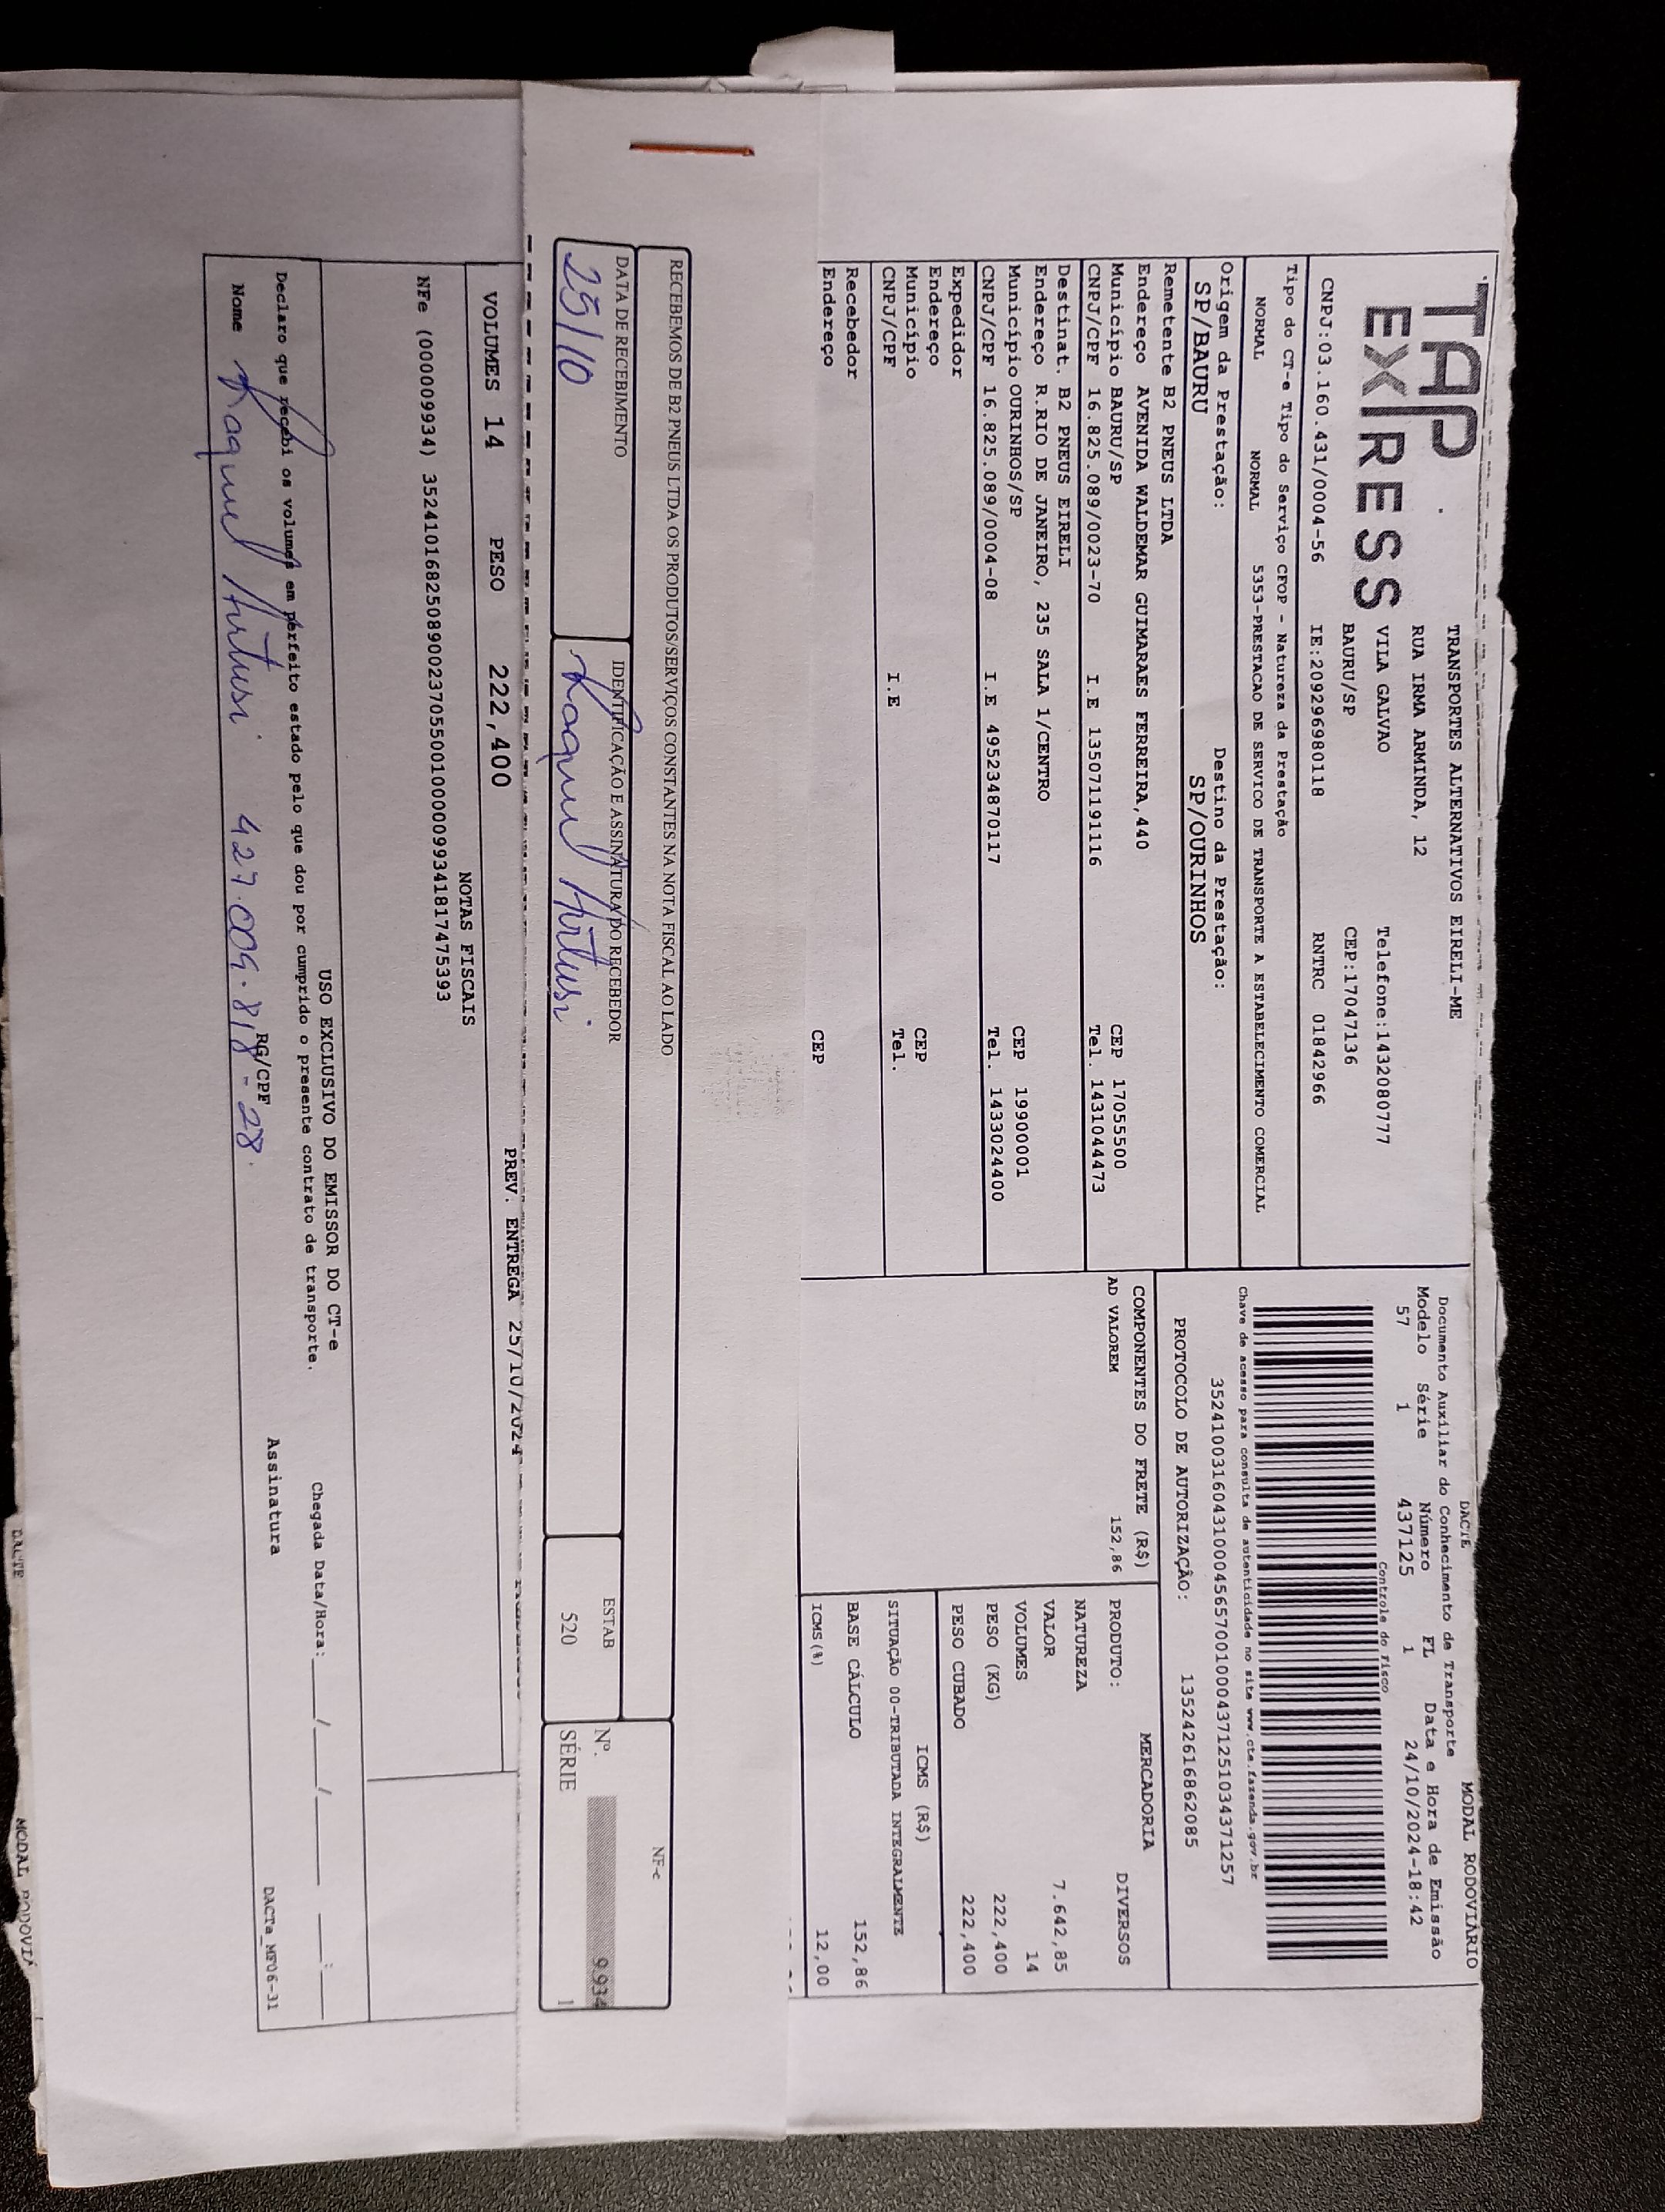 TAP EXPRESS
TRANSPORTES ALTERNATIVOS EIRELI-ME
RUA IRMA ARMINDA, 12
VILA GALVAO Telefone:1432080777
BAURU/SP CEP:17047136
CNPJ:03.160.431/0004-56 IE:209296980118 RNTRC 01842966
Tipo do CT-e Tipo do Serviço CFOP - Natureza da Prestação
NORMAL NORMAL 5353-PRESTACAO DE SERVICO DE TRANSPORTE A ESTABELECIMENTO COMERCIAL
Origem da Prestação: Destino da Prestação:
SP/BAURU SP/OURINHOS
Remetente B2 PNEUS LTDA
Endereço AVENIDA WALDEMAR GUIMARAES FERREIRA,440
Município BAURU/SP CEP 17055500
CNPJ/CPF 16.825.089/0023-70 I.E 135071191116 Tel. 1431044473
Destinat. B2 PNEUS EIRELI
Endereço R.RIO DE JANEIRO, 235 SALA 1/CENTRO
Município OURINHOS/SP CEP 19900001
CNPJ/CPF 16.825.089/0004-08 I.E 495234870117 Tel. 1433024400
Expedidor
Endereço
Município CEP
CNPJ/CPF I.E Tel.
Recebedor
Endereço CEP
DACTE MODAL RODOVIÁRIO
Documento Auxiliar do Conhecimento de Transporte
Modelo Série Número FL Data e Hora de Emissão
57 1 437125 1 24/10/2024-18:42
Controle do Fisco
Chave de acesso para consulta de autenticidade no site www.cte.fazenda.gov.br
35241003160431000456570010004371251034371257
PROTOCOLO DE AUTORIZAÇÃO: 135242616862085
COMPONENTES DO FRETE (R$)
AD VALOREM 152,86
MERCADORIA
PRODUTO: DIVERSOS
NATUREZA
VALOR 7.642,85
VOLUMES 14
PESO (KG) 222,400
PESO CUBADO 222,400
ICMS (R$)
SITUAÇÃO 00-TRIBUTADA INTEGRALMENTE
BASE CÁLCULO 152,86
ICMS(%) 12,00
RECEBEMOS DE B2 PNEUS LTDA OS PRODUTOS/SERVIÇOS CONSTANTES NA NOTA FISCAL AO LADO
NF-e
DATA DE RECEBIMENTO IDENTIFICAÇÃO E ASSINATURA DO RECEBEDOR ESTAB Nº. 9.934
25/10 Raquel Artusi 520 SÉRIE 1
PREV. ENTREGA 25/10/2024
VOLUMES 14 PESO 222,400
NOTAS FISCAIS
NFe (000009934) 35241016825089002370550010000099341817475393
USO EXCLUSIVO DO EMISSOR DO CT-e
Declaro que recebi os volumes em perfeito estado pelo que dou por cumprido o presente contrato de transporte. Chegada Data/Hora:___/___/____ __:__
Nome Raquel Artusi RG/CPF 427.009.818-28. Assinatura
DACTe_MF06-31
DACTE MODAL RODOVIÁ